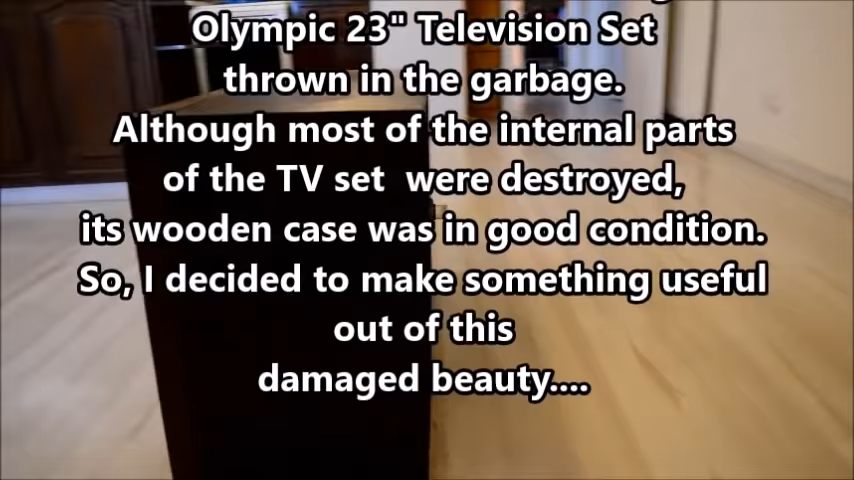 Olympic 23" Television Set
thrown in the garbage.
Although most of the internal parts
of the TV set were destroyed,
its wooden case was in good condition.
So, I decided to make something useful
out of this
damaged beauty....